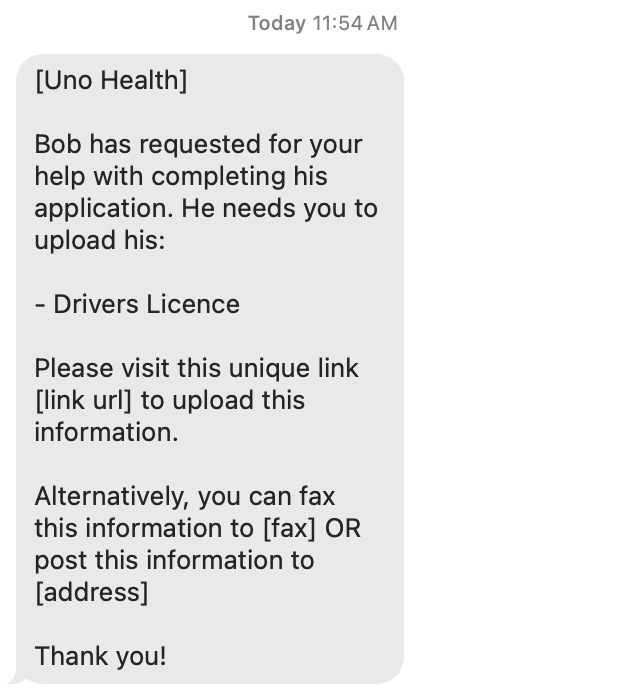 Today 11:54 AM
[Uno Health]
Bob has requested for your
help with completing his
application. He needs you to
upload his:
- Drivers Licence
Please visit this unique link
[link url] to upload this
information.
Alternatively, you can fax
this information to [fax] OR
post this information to
[address]
Thank you!